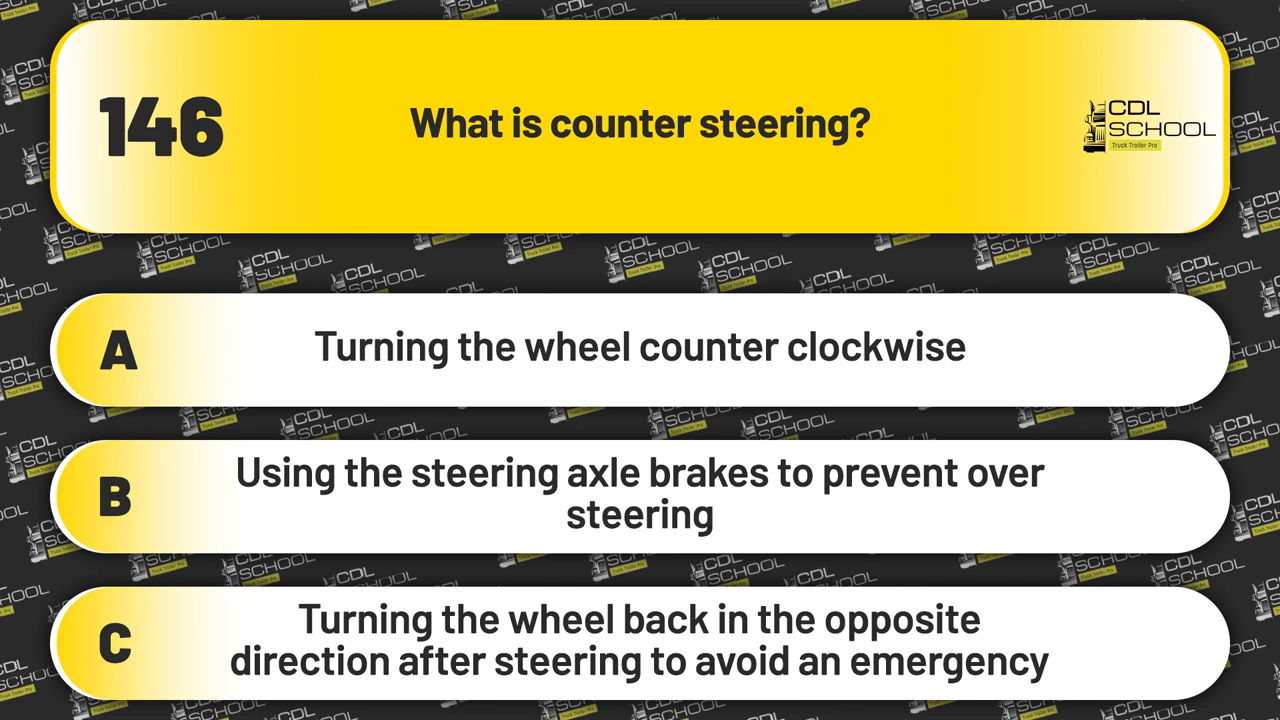 146
What is counter steering?
CDL
SCHOOL
Truck Trailer Pro
A
Turning the wheel counter clockwise
B
Using the steering axle brakes to prevent over
steering
C
Turning the wheel back in the opposite
direction after steering to avoid an emergency